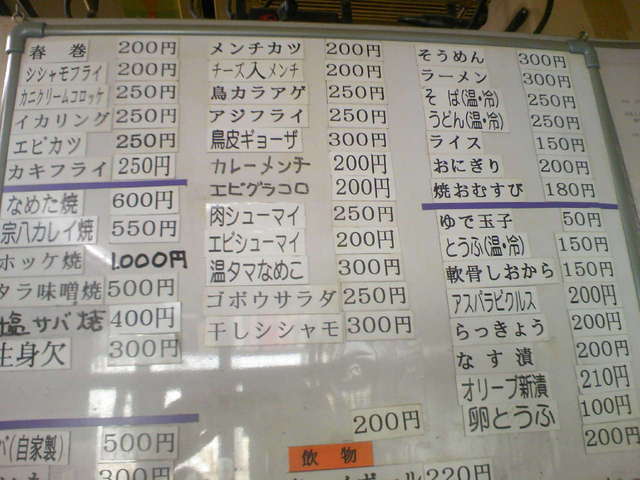 春巻 200円
シシャモフライ 200円
カニクリームコロッケ 250円
イカリング 250円
エビカツ 250円
カキフライ 250円
なめた焼 600円
宗八カレイ焼 550円
ホッケ焼 1,000円
タラ味噌焼 500円
塩サバ焼 400円
生身欠 300円
(自家製) 500円
300円
メンチカツ 200円
チーズ入メンチ 200円
鳥カラアゲ 250円
アジフライ 250円
鳥皮ギョーザ 300円
カレーメンチ 200円
エビグラコロ 200円
肉シューマイ 250円
エビシューマイ 200円
温タマなめこ 300円
ゴボウサラダ 250円
干しシシャモ 300円
200円
飲物
220円
そうめん 300円
ラーメン 300円
そば(温・冷) 250円
うどん(温・冷) 250円
ライス 150円
おにぎり 200円
焼おむすび 180円
ゆで玉子 50円
とうふ(温・冷) 150円
軟骨しおから 150円
アスパラピクルス 200円
らっきょう 200円
なす漬 200円
オリーブ新漬 210円
卵とうふ 100円
200円